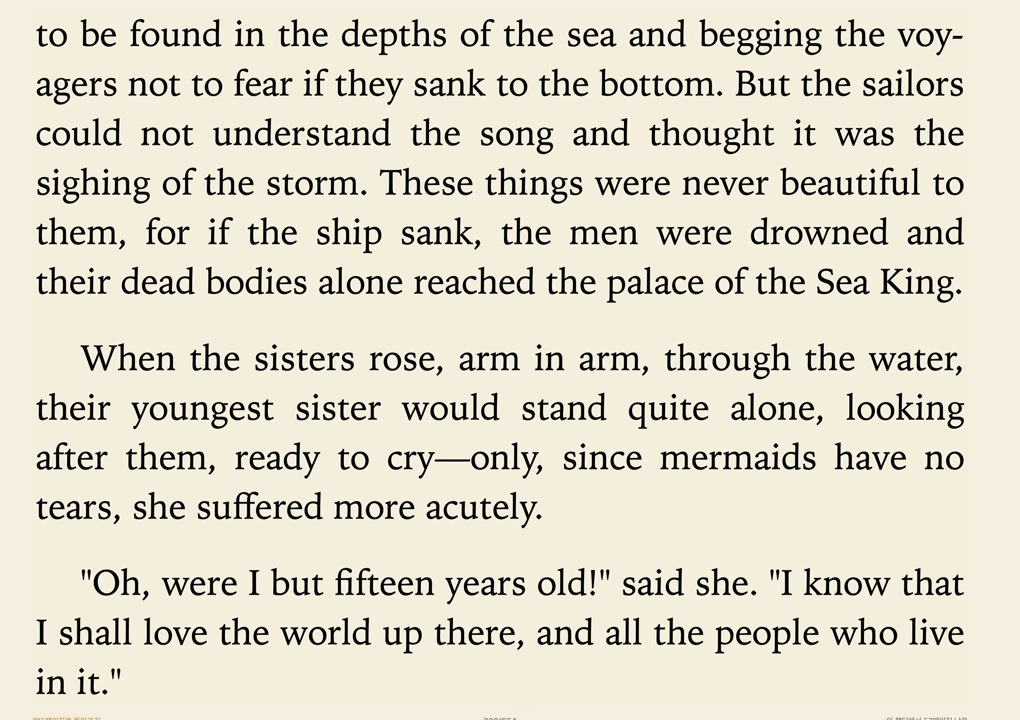 to be found in the depths of the sea and begging the voy-
agers not to fear if they sank to the bottom. But the sailors
could not understand the song and thought it was the
sighing of the storm. These things were never beautiful to
them, for if the ship sank, the men were drowned and
their dead bodies alone reached the palace of the Sea King.
When the sisters rose, arm in arm, through the water,
their youngest sister would stand quite alone, looking
after them, ready to cry—only, since mermaids have no
tears, she suffered more acutely.
"Oh, were I but fifteen years old!" said she. "I know that
I shall love the world up there, and all the people who live
in it."